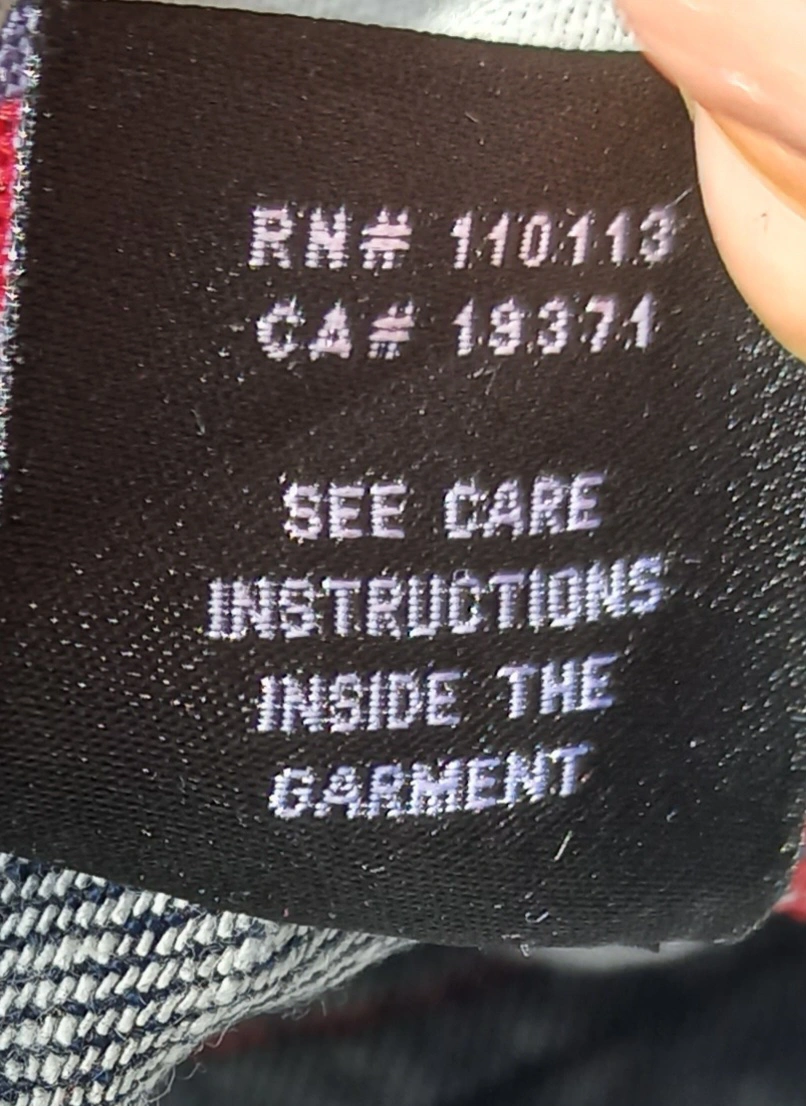 RN# 110113
CA# 19371
SEE CARE
INSTRUCTIONS
INSIDE THE
GARMENT